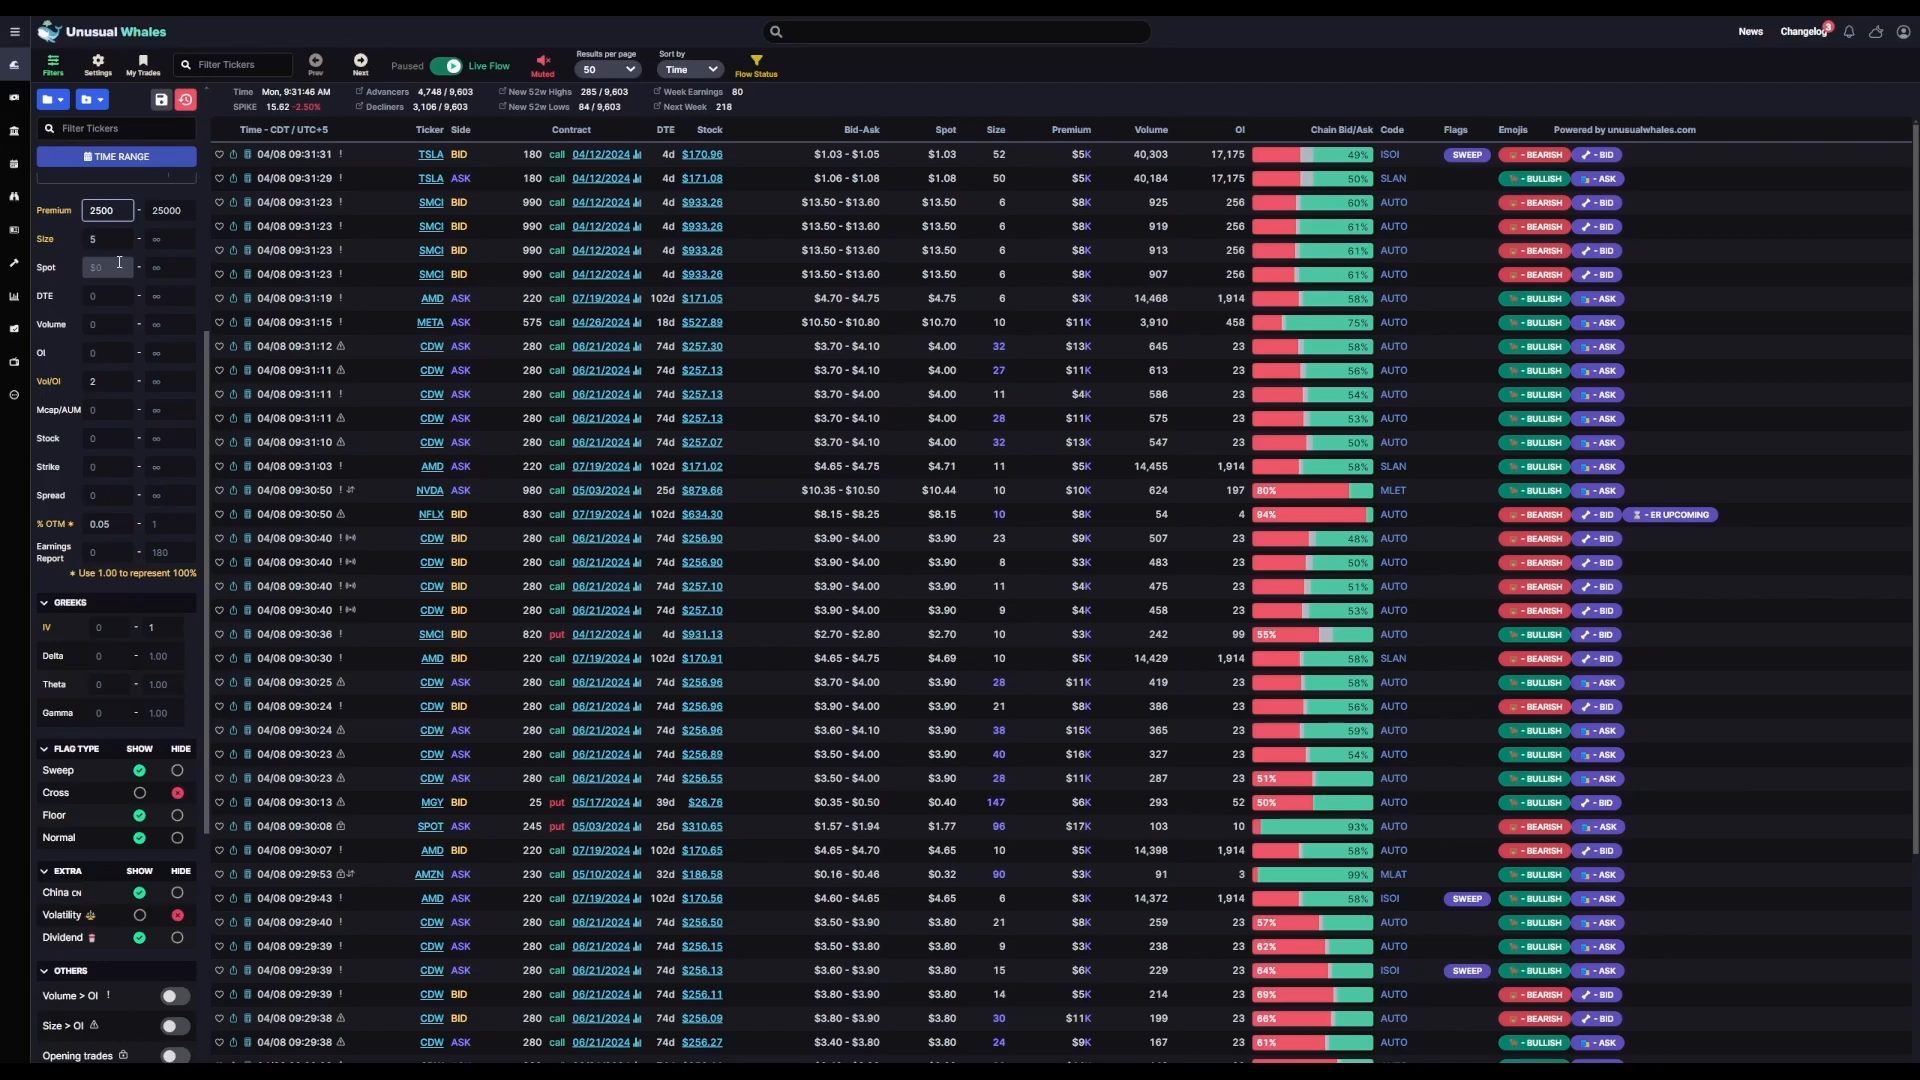 Unusual Whales
News
Changelog 3
Filters
Settings
My Trades
Filter Tickers
Prev
Next
Paused
Live Flow
Muted
Results per page
50
Sort by
Time
Flow Status
Time Mon, 9:31:46 AM
Advancers 4,748 / 9,603
New 52w Highs 285 / 9,603
Week Earnings 80
SPIKE 15.62 -2.50%
Decliners 3,106 / 9,603
New 52w Lows 84 / 9,603
Next Week 218
Filter Tickers
TIME RANGE
Premium 2500 - 25000
Size 5 - ∞
Spot $0 - ∞
DTE 0 - ∞
Volume 0 - ∞
OI 0 - ∞
Vol/OI 2 - ∞
Mcap/AUM 0 - ∞
Stock 0 - ∞
Strike 0 - ∞
Spread 0 - ∞
% OTM * 0.05 - 1
Earnings Report 0 - 180
* Use 1.00 to represent 100%
GREEKS
IV 0 - 1
Delta 0 - 1.00
Theta 0 - 1.00
Gamma 0 - 1.00
FLAG TYPE SHOW HIDE
Sweep
Cross
Floor
Normal
EXTRA SHOW HIDE
China CN
Volatility
Dividend
OTHERS
Volume > OI !
Size > OI
Opening trades
Time - CDT / UTC+5 Ticker Side Contract DTE Stock Bid-Ask Spot Size Premium Volume OI Chain Bid/Ask Code Flags Emojis Powered by unusualwhales.com
04/08 09:31:31 ! TSLA BID 180 call 04/12/2024 4d $170.96 $1.03 - $1.05 $1.03 52 $5K 40,303 17,175 49% ISOI SWEEP - BEARISH - BID
04/08 09:31:29 ! TSLA ASK 180 call 04/12/2024 4d $171.08 $1.06 - $1.08 $1.08 50 $5K 40,184 17,175 50% SLAN - BULLISH - ASK
04/08 09:31:23 ! SMCI BID 990 call 04/12/2024 4d $933.26 $13.50 - $13.60 $13.50 6 $8K 925 256 60% AUTO - BEARISH - BID
04/08 09:31:23 ! SMCI BID 990 call 04/12/2024 4d $933.26 $13.50 - $13.60 $13.50 6 $8K 919 256 61% AUTO - BEARISH - BID
04/08 09:31:23 ! SMCI BID 990 call 04/12/2024 4d $933.26 $13.50 - $13.60 $13.50 6 $8K 913 256 61% AUTO - BEARISH - BID
04/08 09:31:23 ! SMCI BID 990 call 04/12/2024 4d $933.26 $13.50 - $13.60 $13.50 6 $8K 907 256 61% AUTO - BEARISH - BID
04/08 09:31:19 ! AMD ASK 220 call 07/19/2024 102d $171.05 $4.70 - $4.75 $4.75 6 $3K 14,468 1,914 58% AUTO - BULLISH - ASK
04/08 09:31:15 ! META ASK 575 call 04/26/2024 18d $527.89 $10.50 - $10.80 $10.70 10 $11K 3,910 458 75% AUTO - BULLISH - ASK
04/08 09:31:12 CDW ASK 280 call 06/21/2024 74d $257.30 $3.70 - $4.10 $4.00 32 $13K 645 23 58% AUTO - BULLISH - ASK
04/08 09:31:11 CDW ASK 280 call 06/21/2024 74d $257.13 $3.70 - $4.10 $4.00 27 $11K 613 23 56% AUTO - BULLISH - ASK
04/08 09:31:11 ! CDW ASK 280 call 06/21/2024 74d $257.13 $3.70 - $4.00 $4.00 11 $4K 586 23 54% AUTO - BULLISH - ASK
04/08 09:31:11 CDW ASK 280 call 06/21/2024 74d $257.13 $3.70 - $4.10 $4.00 28 $11K 575 23 53% AUTO - BULLISH - ASK
04/08 09:31:10 CDW ASK 280 call 06/21/2024 74d $257.07 $3.70 - $4.10 $4.00 32 $13K 547 23 50% AUTO - BULLISH - ASK
04/08 09:31:03 ! AMD ASK 220 call 07/19/2024 102d $171.02 $4.65 - $4.75 $4.71 11 $5K 14,455 1,914 58% SLAN - BULLISH - ASK
04/08 09:30:50 ! NVDA ASK 980 call 05/03/2024 25d $879.66 $10.35 - $10.50 $10.44 10 $10K 624 197 80% MLET - BULLISH - ASK
04/08 09:30:50 NFLX BID 830 call 07/19/2024 102d $634.30 $8.15 - $8.25 $8.15 10 $8K 54 4 94% AUTO - BEARISH - BID - ER UPCOMING
04/08 09:30:40 ! CDW BID 280 call 06/21/2024 74d $256.90 $3.90 - $4.00 $3.90 23 $9K 507 23 48% AUTO - BEARISH - BID
04/08 09:30:40 ! CDW BID 280 call 06/21/2024 74d $256.90 $3.90 - $4.00 $3.90 8 $3K 483 23 50% AUTO - BEARISH - BID
04/08 09:30:40 ! CDW BID 280 call 06/21/2024 74d $257.10 $3.90 - $4.00 $3.90 11 $4K 475 23 51% AUTO - BEARISH - BID
04/08 09:30:40 ! CDW BID 280 call 06/21/2024 74d $257.10 $3.90 - $4.00 $3.90 9 $4K 458 23 53% AUTO - BEARISH - BID
04/08 09:30:36 ! SMCI BID 820 put 04/12/2024 4d $931.13 $2.70 - $2.80 $2.70 10 $3K 242 99 55% AUTO - BULLISH - BID
04/08 09:30:30 ! AMD BID 220 call 07/19/2024 102d $170.91 $4.65 - $4.75 $4.69 10 $5K 14,429 1,914 58% SLAN - BEARISH - BID
04/08 09:30:25 CDW ASK 280 call 06/21/2024 74d $256.96 $3.70 - $4.00 $3.90 28 $11K 419 23 58% AUTO - BULLISH - ASK
04/08 09:30:24 ! CDW BID 280 call 06/21/2024 74d $256.96 $3.90 - $4.00 $3.90 21 $8K 386 23 56% AUTO - BEARISH - BID
04/08 09:30:24 CDW ASK 280 call 06/21/2024 74d $256.96 $3.60 - $4.10 $3.90 38 $15K 365 23 59% AUTO - BULLISH - ASK
04/08 09:30:23 CDW ASK 280 call 06/21/2024 74d $256.89 $3.50 - $4.00 $3.90 40 $16K 327 23 54% AUTO - BULLISH - ASK
04/08 09:30:23 CDW ASK 280 call 06/21/2024 74d $256.55 $3.50 - $4.00 $3.90 28 $11K 287 23 51% AUTO - BULLISH - ASK
04/08 09:30:13 MGY BID 25 put 05/17/2024 39d $26.76 $0.35 - $0.50 $0.40 147 $6K 293 52 50% AUTO - BULLISH - BID
04/08 09:30:08 SPOT ASK 245 put 05/03/2024 25d $310.65 $1.57 - $1.94 $1.77 96 $17K 103 10 93% AUTO - BEARISH - ASK
04/08 09:30:07 ! AMD BID 220 call 07/19/2024 102d $170.65 $4.65 - $4.70 $4.65 10 $5K 14,398 1,914 58% AUTO - BEARISH - BID
04/08 09:29:53 AMZN ASK 230 call 05/10/2024 32d $186.58 $0.16 - $0.46 $0.32 90 $3K 91 3 99% MLAT - BULLISH - ASK
04/08 09:29:43 ! AMD ASK 220 call 07/19/2024 102d $170.56 $4.60 - $4.65 $4.65 6 $3K 14,372 1,914 58% ISOI SWEEP - BULLISH - ASK
04/08 09:29:40 ! CDW ASK 280 call 06/21/2024 74d $256.50 $3.50 - $3.90 $3.80 21 $8K 259 23 57% AUTO - BULLISH - ASK
04/08 09:29:39 ! CDW ASK 280 call 06/21/2024 74d $256.15 $3.50 - $3.80 $3.80 9 $3K 238 23 62% AUTO - BULLISH - ASK
04/08 09:29:39 ! CDW ASK 280 call 06/21/2024 74d $256.13 $3.60 - $3.90 $3.80 15 $6K 229 23 64% ISOI SWEEP - BULLISH - ASK
04/08 09:29:39 ! CDW BID 280 call 06/21/2024 74d $256.11 $3.80 - $3.90 $3.80 14 $5K 214 23 69% AUTO - BEARISH - BID
04/08 09:29:38 CDW BID 280 call 06/21/2024 74d $256.09 $3.80 - $3.90 $3.80 30 $11K 199 23 66% AUTO - BEARISH - BID
04/08 09:29:38 CDW ASK 280 call 06/21/2024 74d $256.27 $3.40 - $3.80 $3.80 24 $9K 167 23 61% AUTO - BULLISH - ASK